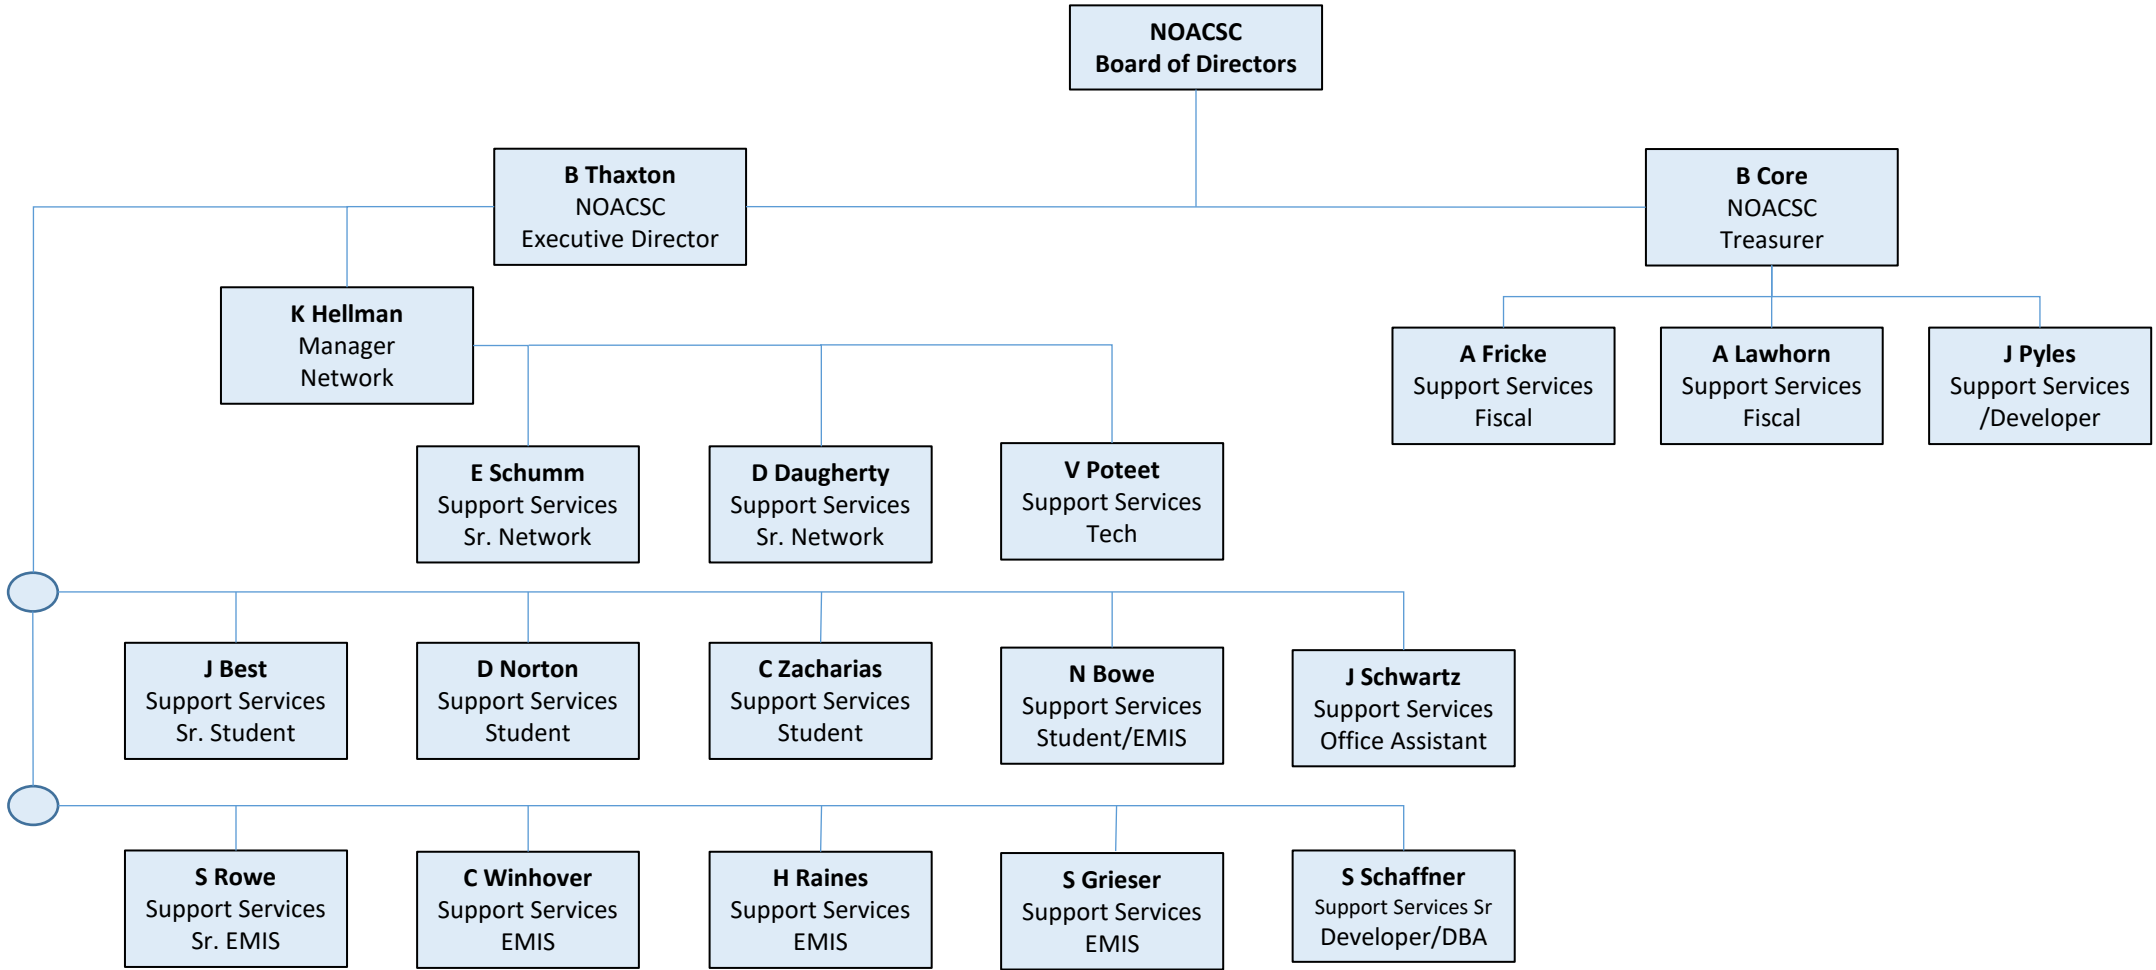 NOACSC
Board of Directors
B Thaxton
NOACSC
Executive Director
B Core
NOACSC
Treasurer
K Hellman
Manager
Network
A Fricke
Support Services
Fiscal
A Lawhorn
Support Services
Fiscal
J Pyles
Support Services
/Developer
E Schumm
Support Services
Sr. Network
D Daugherty
Support Services
Sr. Network
V Poteet
Support Services
Tech
J Best
Support Services
Sr. Student
D Norton
Support Services
Student
C Zacharias
Support Services
Student
N Bowe
Support Services
Student/EMIS
J Schwartz
Support Services
Office Assistant
S Rowe
Support Services
Sr. EMIS
C Winhover
Support Services
EMIS
H Raines
Support Services
EMIS
S Grieser
Support Services
EMIS
S Schaffner
Support Services Sr
Developer/DBA